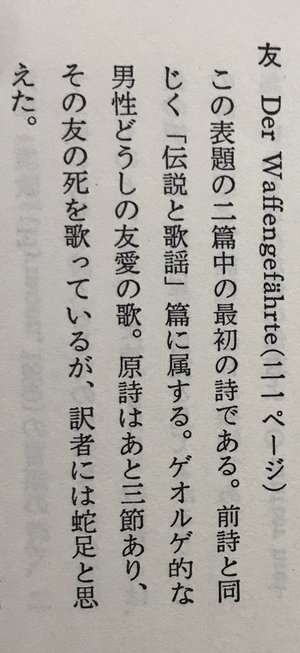 友 Der Waffengefährte(一一一ページ)
この表題の二篇中の最初の詩である。前詩と同
じく「伝説と歌謡」篇に属する。ゲオルゲ的な
男性どうしの友愛の歌。原詩はあと三節あり、
その友の死を歌っているが、訳者には蛇足と思
えた。